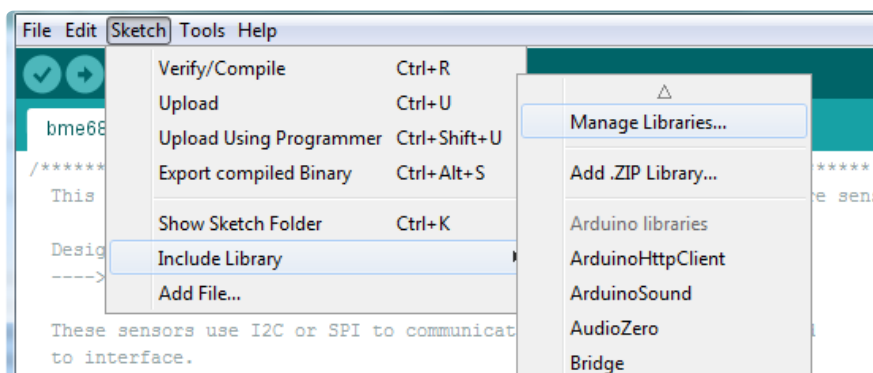 File Edit Sketch Tools Help
Verify/Compile Ctrl+R
Upload Ctrl+U
Upload Using Programmer Ctrl+Shift+U
Export compiled Binary Ctrl+Alt+S
Show Sketch Folder Ctrl+K
Include Library
Add File...
△
Manage Libraries...
Add .ZIP Library...
Arduino libraries
ArduinoHttpClient
ArduinoSound
AudioZero
Bridge
bme68
/******
*****
This
Desig
---->
These sensors use I2C or SPI to communicat
to interface.